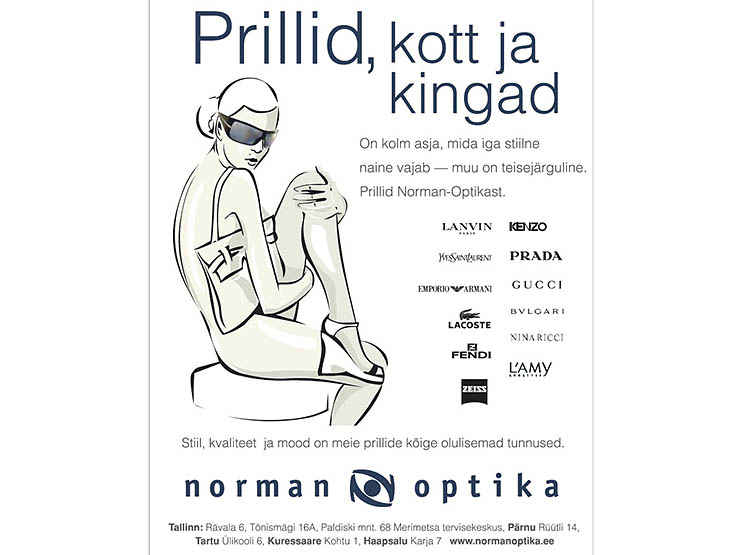 Prillid, kott ja
kingad
On kolm asja, mida iga stiilne
naine vajab — muu on teisejärguline.
Prillid Norman-Optikast.
LANVIN
PARIS
KENZO
YVESSAINTLAURENT
PRADA
EMPORIO ARMANI
GUCCI
LACOSTE
BVLGARI
FENDI
NINA RICCI
L'AMY
LUNETTES
ZEISS
Stiil, kvaliteet ja mood on meie prillide kõige olulisemad tunnused.
norman optika
Tallinn: Rävala 6, Tõnismägi 16A, Paldiski mnt. 68 Merimetsa tervisekeskus, Pärnu Rüütli 14,
Tartu Ülikooli 6, Kuressaare Kohtu 1, Haapsalu Karja 7 www.normanoptika.ee